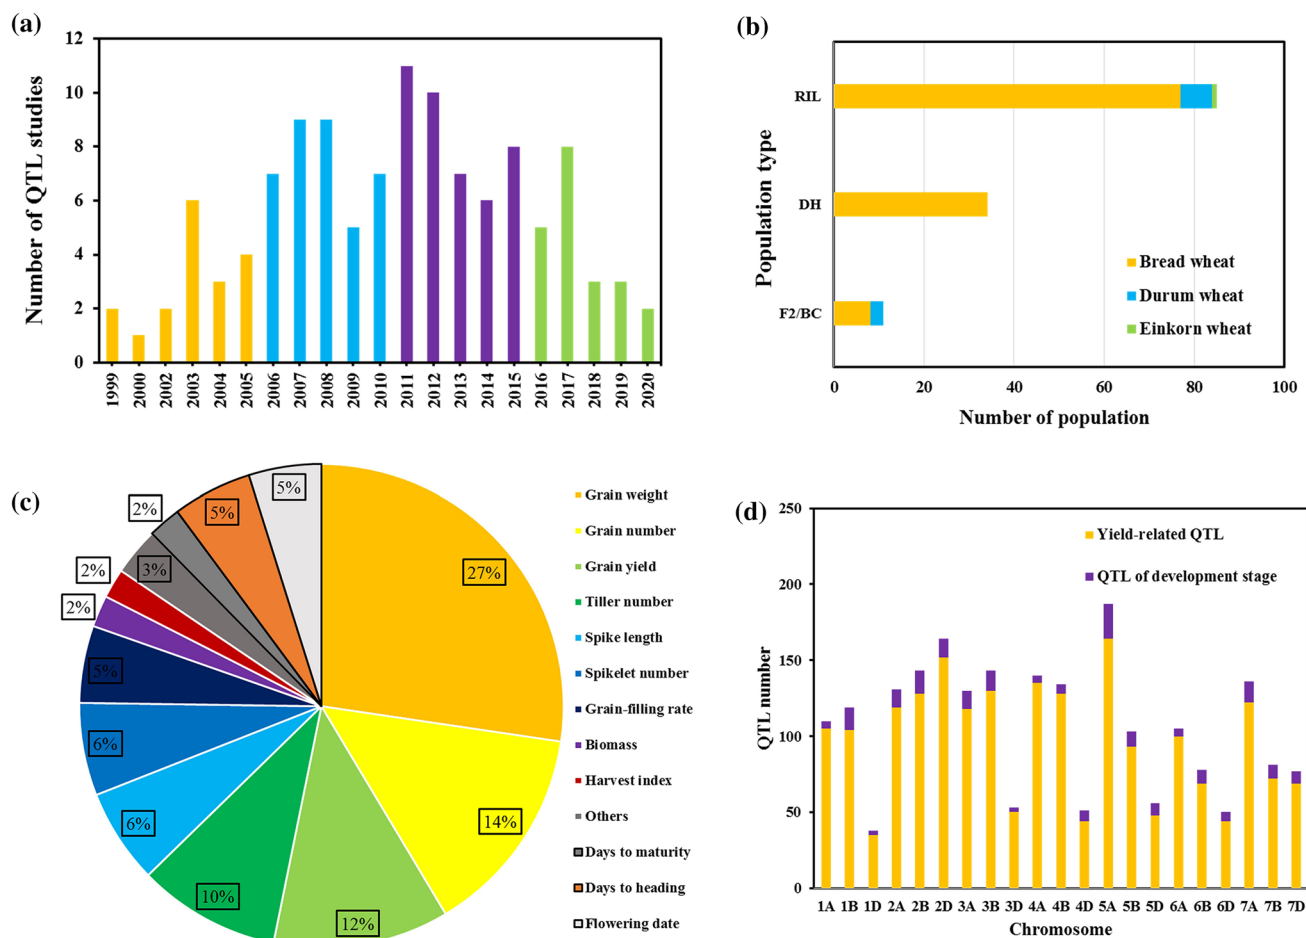 (a)
Number of QTL studies
12
10
8
6
4
2
0
1999
2000
2002
2003
2004
2005
2006
2007
2008
2009
2010
2011
2012
2013
2014
2015
2016
2017
2018
2019
2020
(b)
Population type
RIL
DH
F2/BC
Bread wheat
Durum wheat
Einkorn wheat
0 20 40 60 80 100
Number of population
(c)
27%
14%
12%
10%
6%
6%
5%
2%
2%
3%
2%
5%
5%
Grain weight
Grain number
Grain yield
Tiller number
Spike length
Spikelet number
Grain-filling rate
Biomass
Harvest index
Others
Days to maturity
Days to heading
Flowering date
(d)
QTL number
250
200
150
100
50
0
Yield-related QTL
QTL of development stage
1A 1B 1D 2A 2B 2D 3A 3B 3D 4A 4B 4D 5A 5B 5D 6A 6B 6D 7A 7B 7D
Chromosome